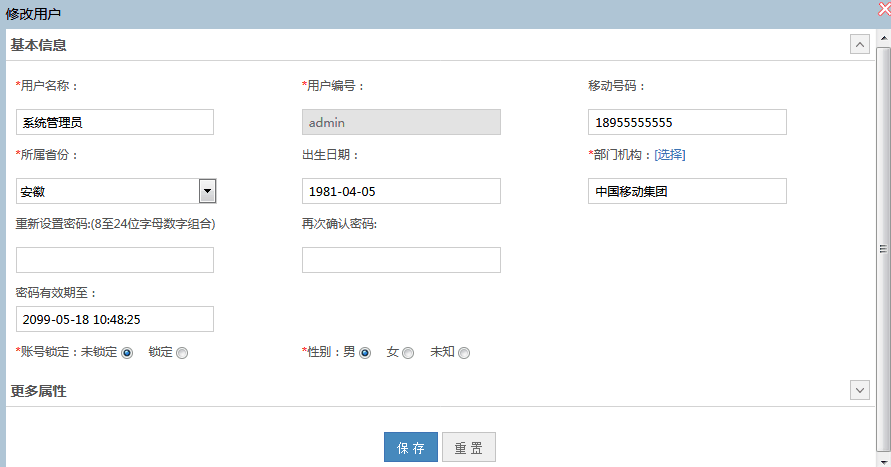 修改用户
基本信息
*用户名称：
*用户编号：
移动号码：
系统管理员
admin
18955555555
*所属省份：
出生日期：
*部门机构：[选择]
安徽
1981-04-05
中国移动集团
重新设置密码:(8至24位字母数字组合)
再次确认密码:
密码有效期至：
2099-05-18 10:48:25
*账号锁定：未锁定 锁定
*性别：男 女 未知
更多属性
保存 重置